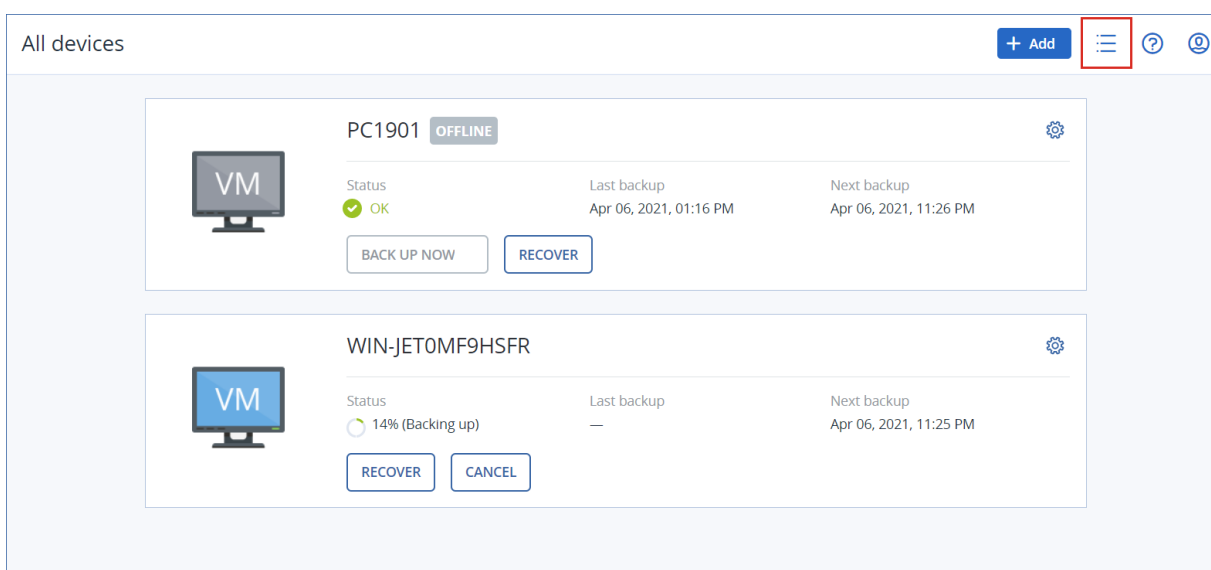 All devices
+ Add
PC1901 OFFLINE
VM
Status Last backup Next backup
OK Apr 06, 2021, 01:16 PM Apr 06, 2021, 11:26 PM
BACK UP NOW RECOVER
WIN-JET0MF9HSFR
VM
Status Last backup Next backup
14% (Backing up) — Apr 06, 2021, 11:25 PM
RECOVER CANCEL